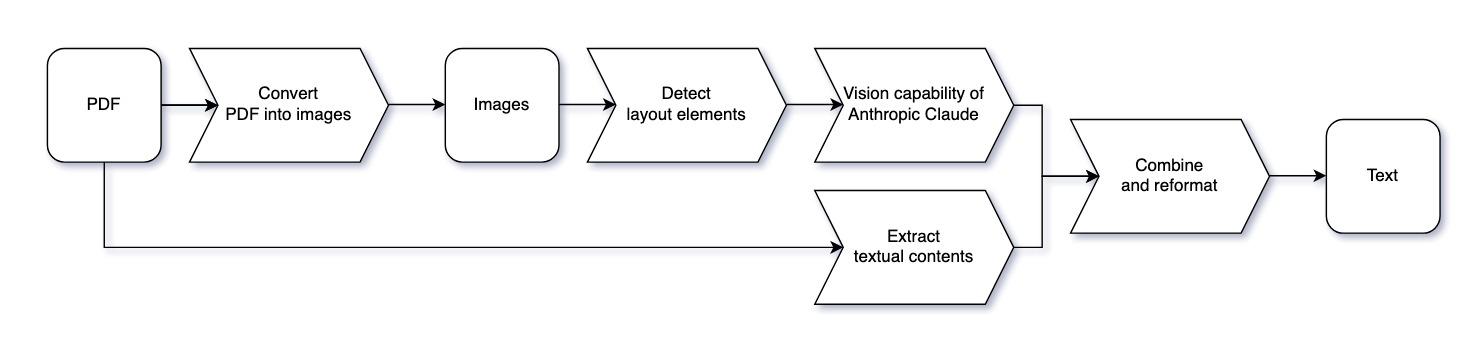 PDF
Convert
PDF into images
Images
Detect
layout elements
Vision capability of
Anthropic Claude
Extract
textual contents
Combine
and reformat
Text